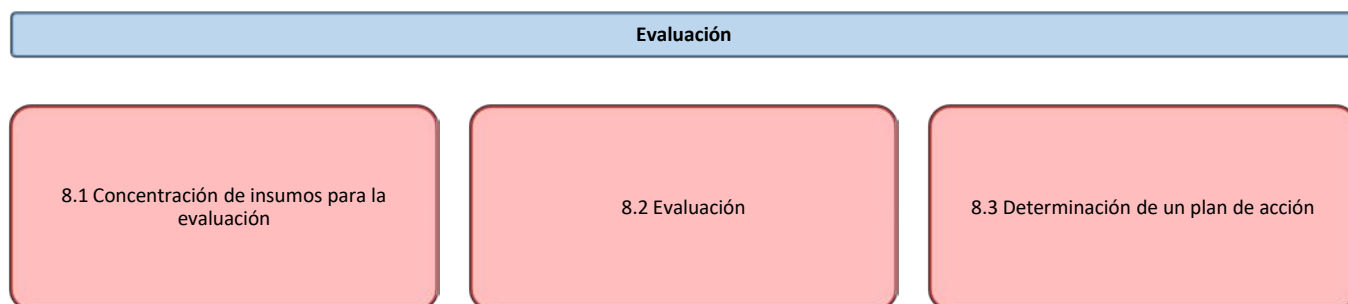 Evaluación
8.1 Concentración de insumos para la
evaluación
8.2 Evaluación
8.3 Determinación de un plan de acción